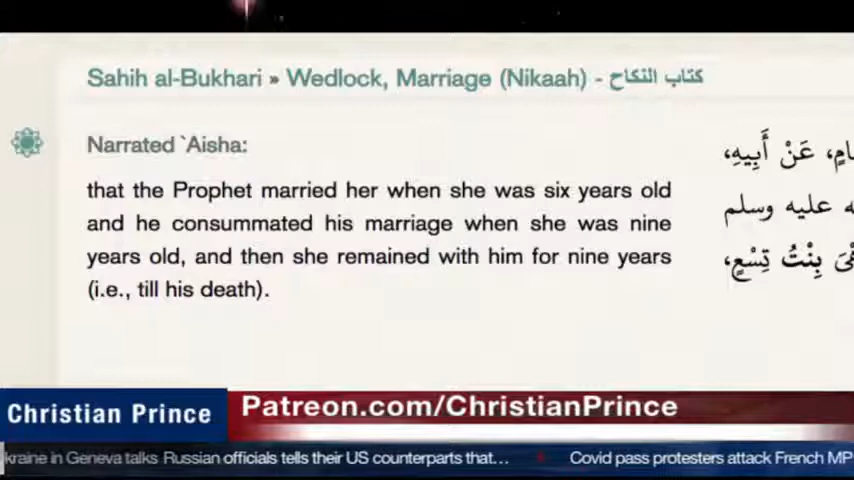 Sahih al-Bukhari » Wedlock, Marriage (Nikaah) - كتاب النكاح
Narrated `Aisha:
that the Prophet married her when she was six years old
and he consummated his marriage when she was nine
years old, and then she remained with him for nine years
(i.e., till his death).
عَنْ أَبِيهِ،
عليه وسلم
بِنْتُ تِسْعٍ،
Christian Prince
Patreon.com/ChristianPrince
kraine in Geneva talks Russian officials tells their US counterparts that... Covid pass protesters attack French MP